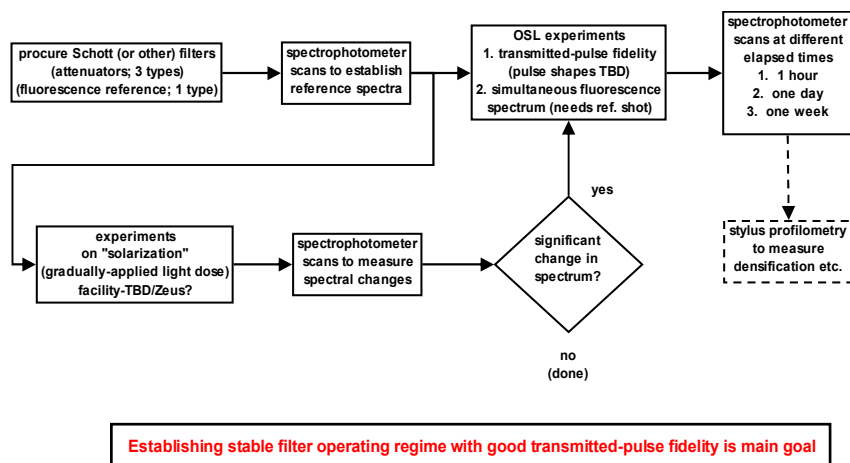 procure Schott (or other) filters
(attenuators; 3 types)
(fluorescence reference; 1 type)
spectrophotometer
scans to establish
reference spectra
OSL experiments
1. transmitted-pulse fidelity
(pulse shapes TBD)
2. simultaneous fluorescence
spectrum (needs ref. shot)
spectrophotometer
scans at different
elapsed times
1. 1 hour
2. one day
3. one week
experiments
on "solarization"
(gradually-applied light dose)
facility-TBD/Zeus?
spectrophotometer
scans to measure
spectral changes
significant
change in
spectrum?
yes
no
(done)
stylus profilometry
to measure
densification etc.
Establishing stable filter operating regime with good transmitted-pulse fidelity is main goal